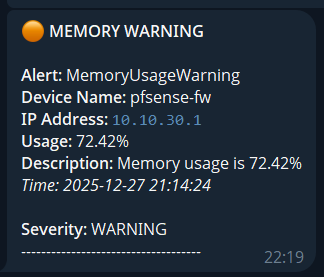 🟠 MEMORY WARNING
Alert: MemoryUsageWarning
Device Name: pfsense-fw
IP Address: 10.10.30.1
Usage: 72.42%
Description: Memory usage is 72.42%
Time: 2025-12-27 21:14:24
Severity: WARNING
------------------------------------
22:19